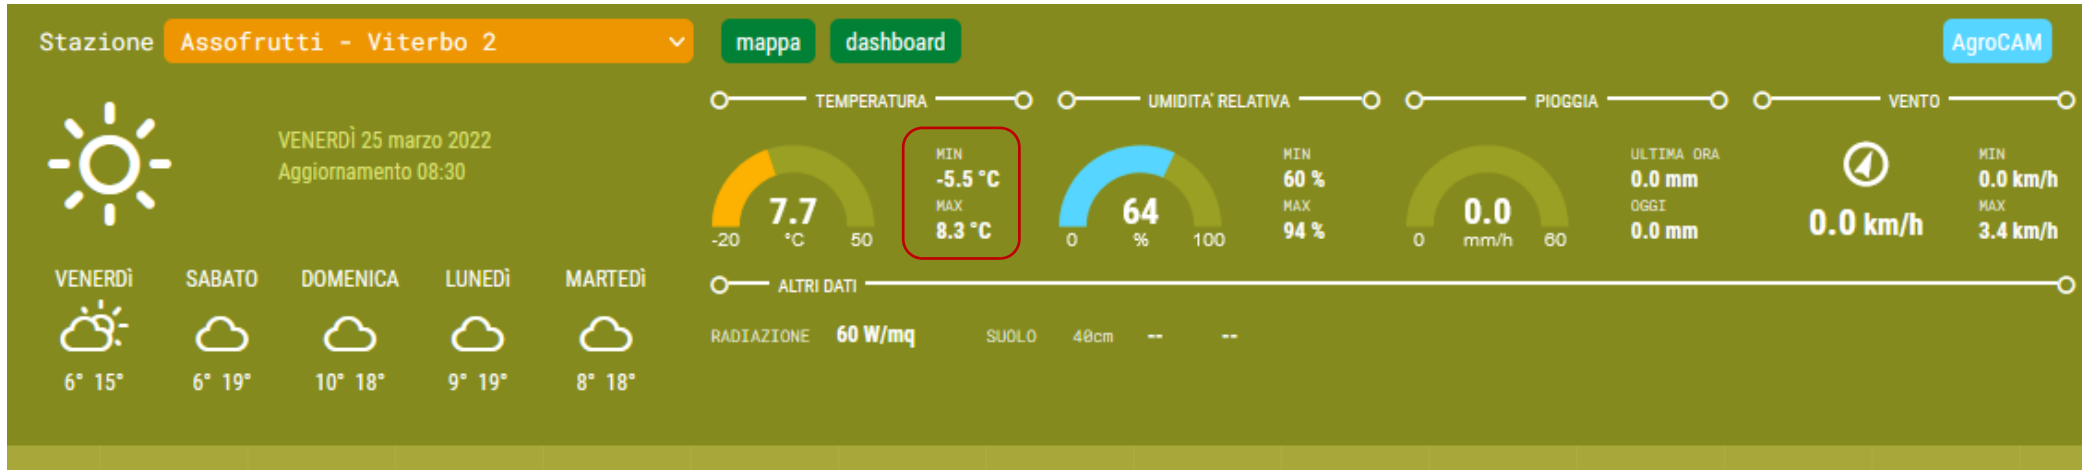 Stazione Assofrutti - Viterbo 2 mappa dashboard AgroCAM
VENERDÌ 25 marzo 2022
Aggiornamento 08:30
VENERDÌ SABATO DOMENICA LUNEDÌ MARTEDÌ
6° 15° 6° 19° 10° 18° 9° 19° 8° 18°
TEMPERATURA
7.7
°C
-20 50
MIN
-5.5 °C
MAX
8.3 °C
UMIDITA' RELATIVA
64
%
0 100
MIN
60 %
MAX
94 %
PIOGGIA
0.0
mm/h
0 60
ULTIMA ORA
0.0 mm
OGGI
0.0 mm
VENTO
0.0 km/h
MIN
0.0 km/h
MAX
3.4 km/h
ALTRI DATI
RADIAZIONE 60 W/mq SUOLO 40cm -- --